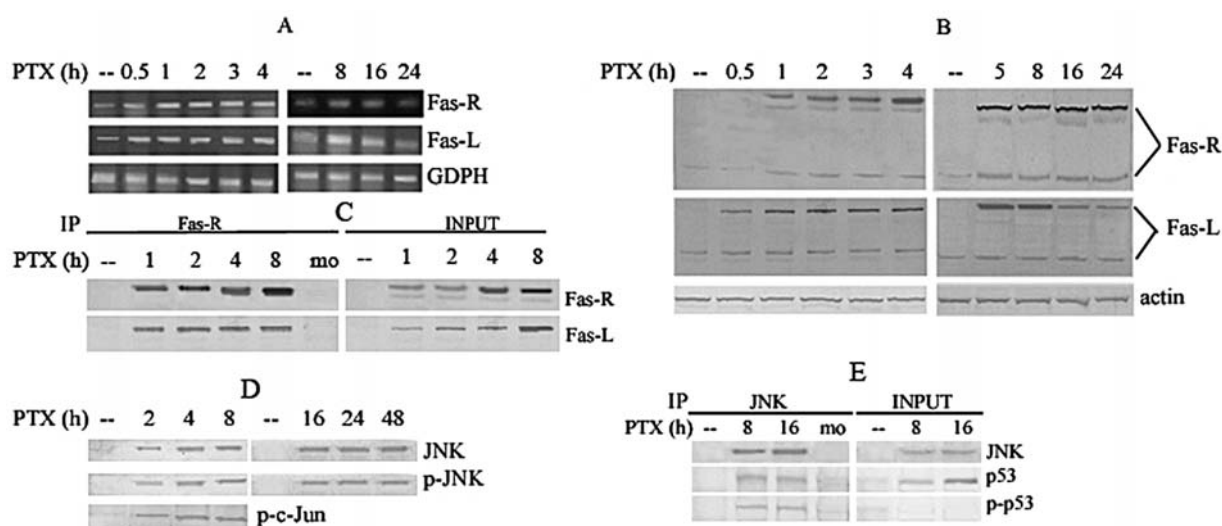 A
PTX (h) -- 0.5 1 2 3 4 -- 8 16 24
Fas-R
Fas-L
GDPH
B
PTX (h) -- 0.5 1 2 3 4 -- 5 8 16 24
Fas-R
Fas-L
actin
C
IP Fas-R INPUT
PTX (h) -- 1 2 4 8 mo -- 1 2 4 8
Fas-R
Fas-L
D
PTX (h) -- 2 4 8 -- 16 24 48
JNK
p-JNK
p-c-Jun
E
IP JNK INPUT
PTX (h) -- 8 16 mo -- 8 16
JNK
p53
p-p53